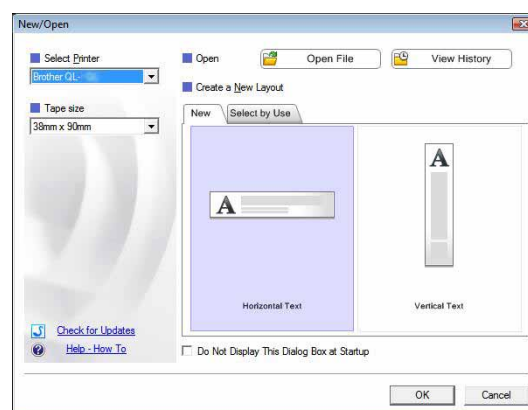 New/Open
Select Printer
Brother QL-
Tape size
38mm x 90mm
Check for Updates
Help - How To
Open
Open File
View History
Create a New Layout
New
Select by Use
A
Horizontal Text
A
Vertical Text
Do Not Display This Dialog Box at Startup
OK
Cancel